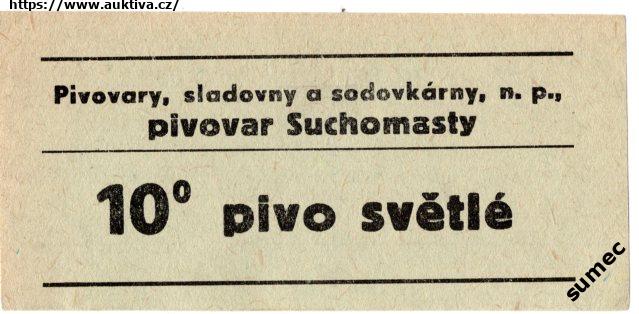 https://www.auktiva.cz/
Pivovary, sladovny a sodovkárny, n. p.,
pivovar Suchomasty
10° pivo světlé
sumec